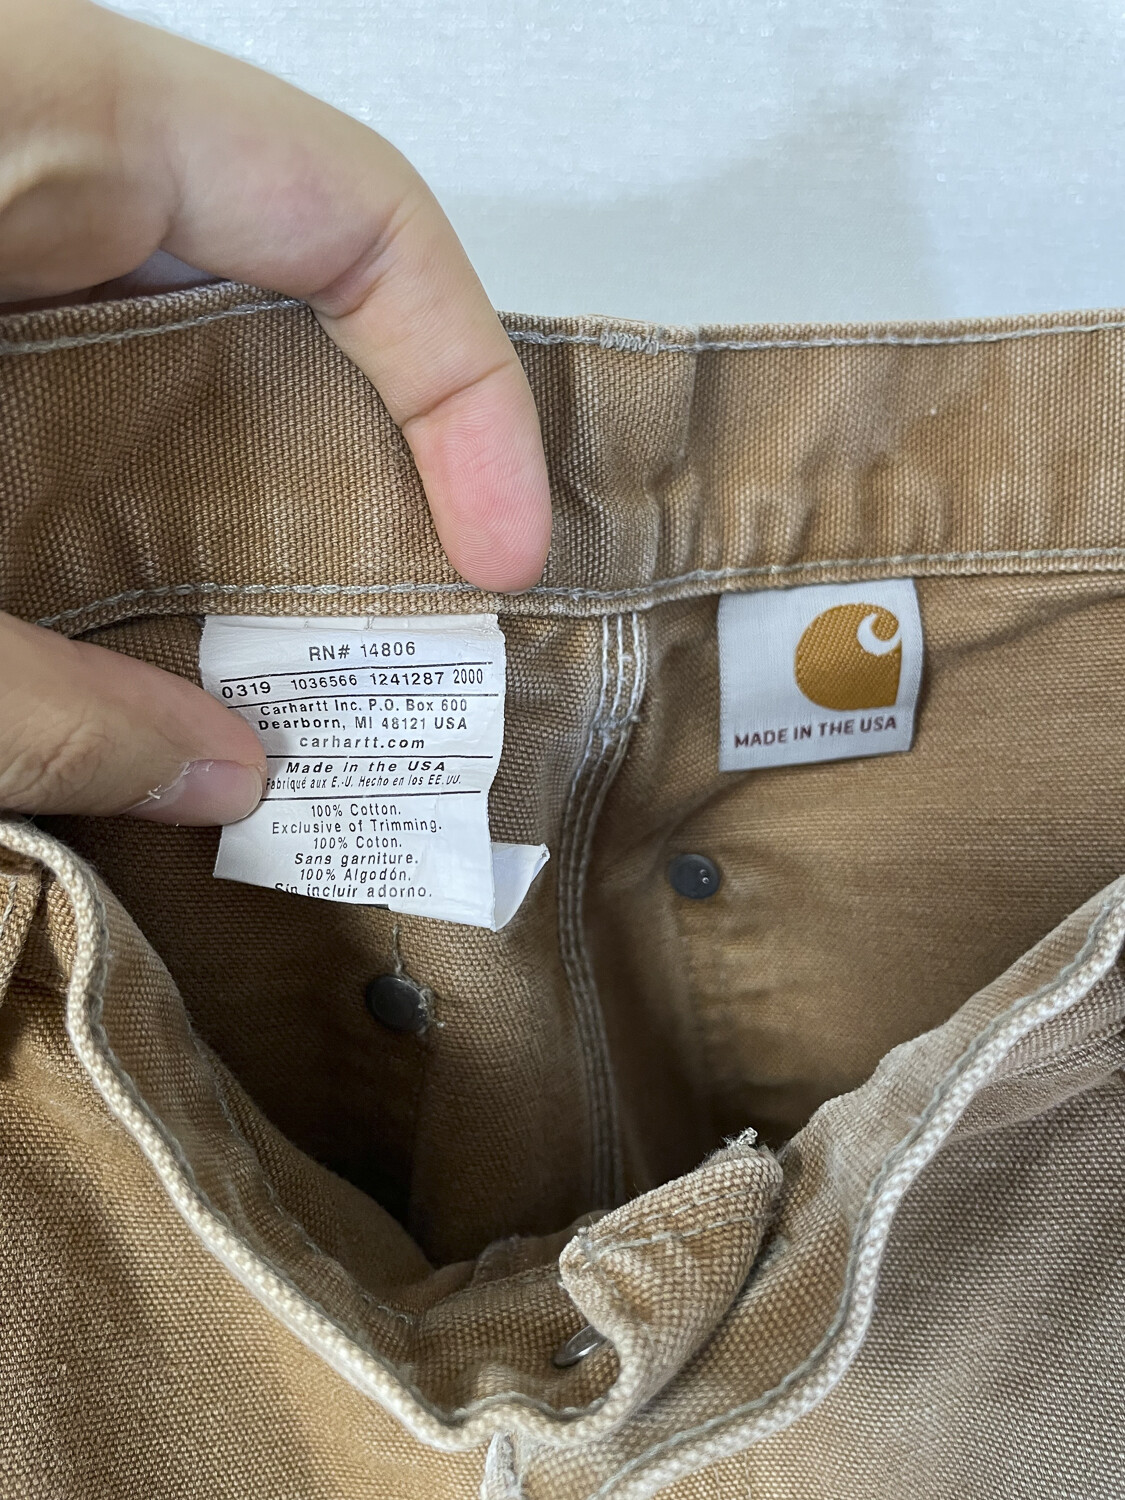 RN# 14806
0319 1036566 1241287 2000
Carhartt Inc. P.O. Box 600
Dearborn, MI 48121 USA
carhartt.com
Made in the USA
Fabriqué aux É.-U. Hecho en los EE.UU.
100% Cotton.
Exclusive of Trimming.
100% Coton.
Sans garniture.
100% Algodón.
Sin incluir adorno.
MADE IN THE USA